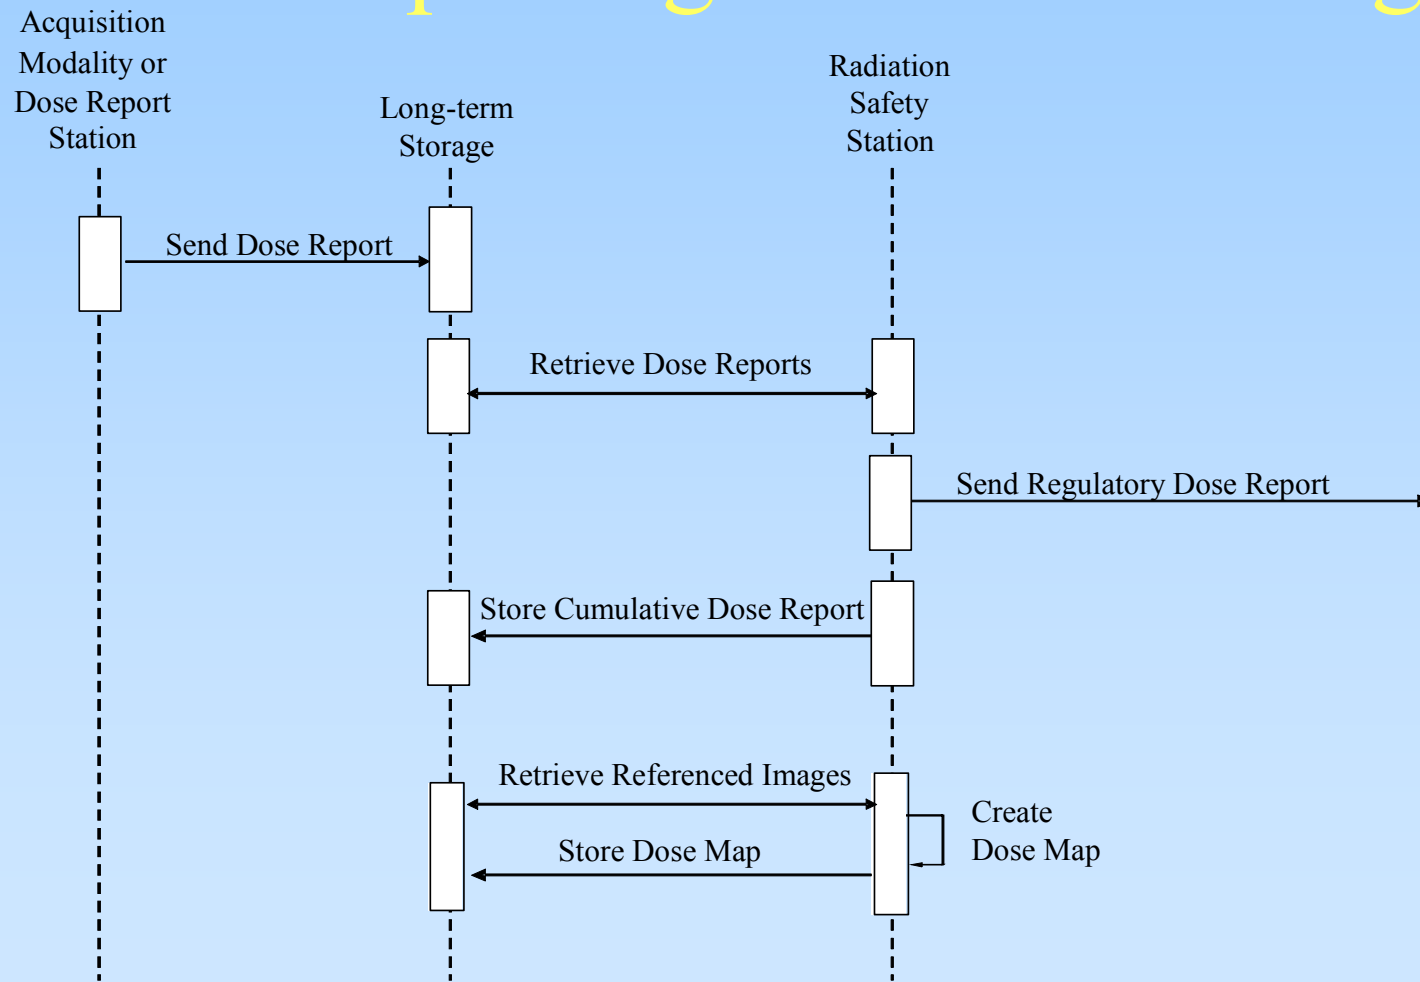 Acquisition
Modality or
Dose Report
Station
Long-term
Storage
Radiation
Safety
Station
Send Dose Report
Retrieve Dose Reports
Send Regulatory Dose Report
Store Cumulative Dose Report
Retrieve Referenced Images
Create
Dose Map
Store Dose Map